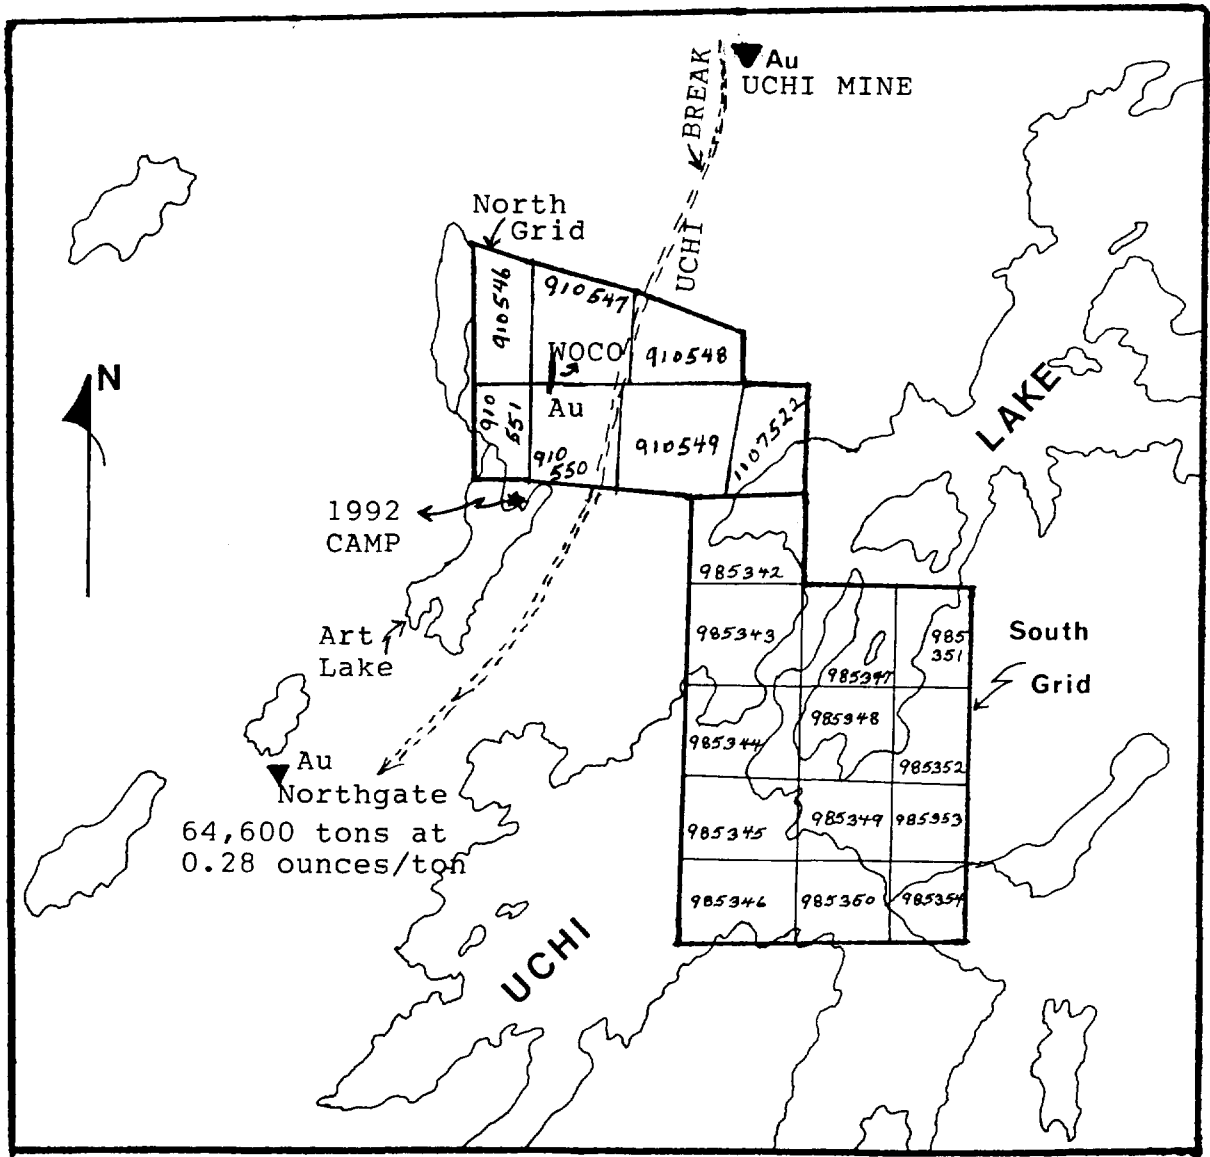 Au
UCHI MINE
BREAK
UCHI
North
Grid
910546
910547
910548
WOCO
Au
910
551
910
550
910549
1107522
N
LAKE
1992
CAMP
985342
Art
Lake
985343
985347
985
351
South
Grid
985344
985348
985352
Au
Northgate
64,600 tons at
0.28 ounces/ton
985345
985349
985353
985346
985350
985354
UCHI